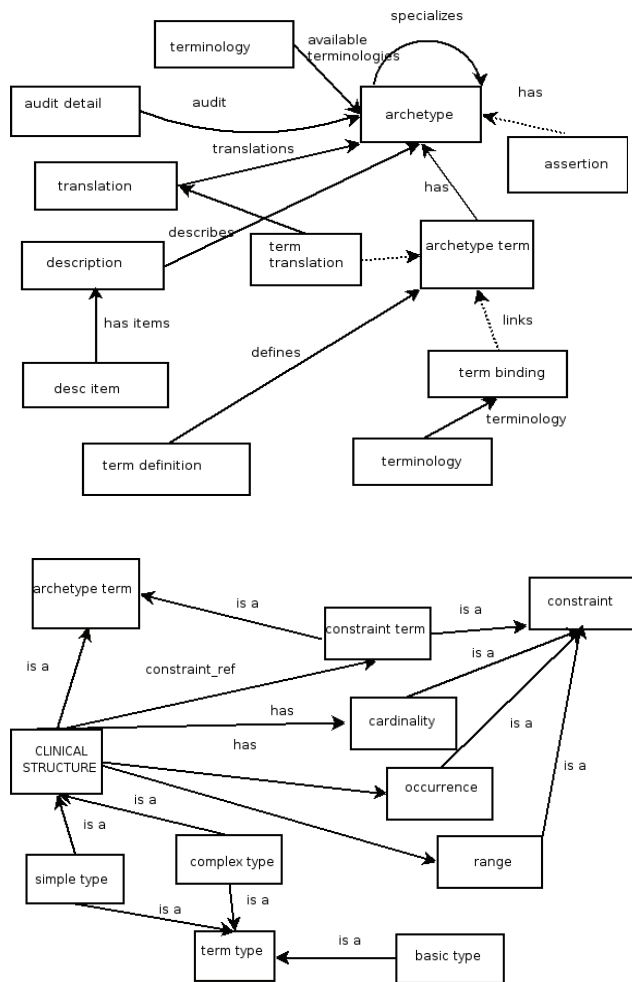 specializes
terminology
available
terminologies
audit detail
audit
archetype
has
translations
assertion
translation
has
describes
term
translation
archetype term
description
has items
links
defines
desc item
term binding
terminology
term definition
terminology
archetype term
is a
constraint term
is a
constraint
is a
constraint_ref
is a
has
cardinality
has
is a
CLINICAL
STRUCTURE
occurrence
is a
is a
is a
complex type
range
simple type
is a
is a
term type
is a
basic type